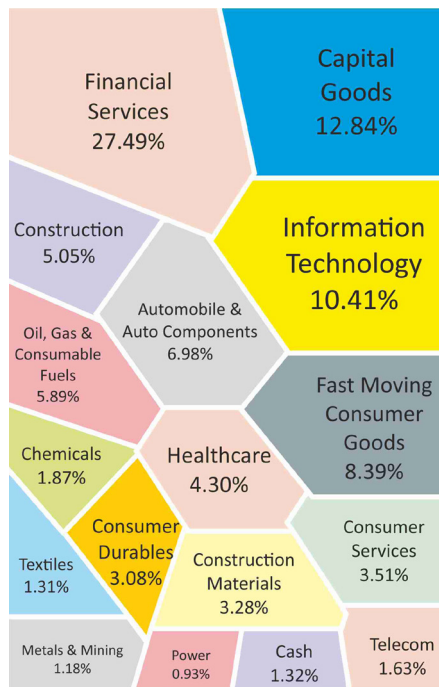 Financial
Services
27.49%
Capital
Goods
12.84%
Construction
5.05%
Information
Technology
10.41%
Automobile &
Auto Components
6.98%
Oil, Gas &
Consumable
Fuels
5.89%
Fast Moving
Consumer
Goods
8.39%
Chemicals
1.87%
Healthcare
4.30%
Consumer
Durables
3.08%
Consumer
Services
3.51%
Textiles
1.31%
Construction
Materials
3.28%
Metals & Mining
1.18%
Power
0.93%
Cash
1.32%
Telecom
1.63%